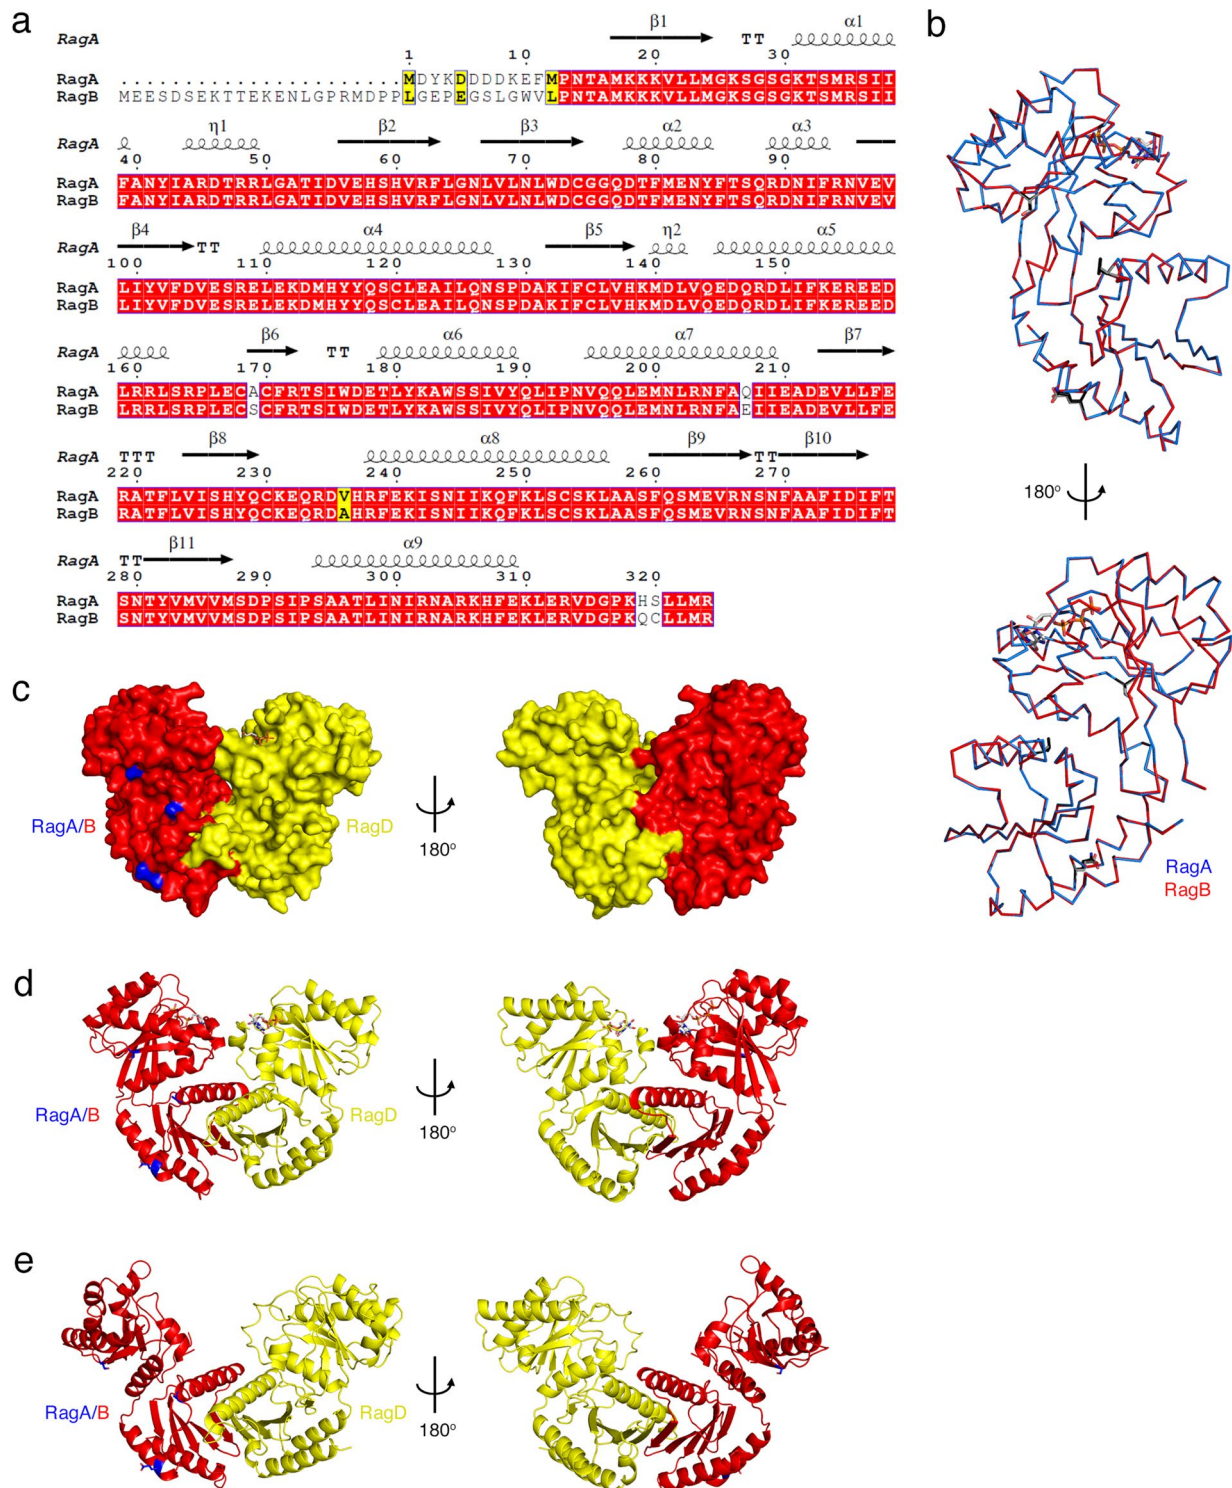 a
RagA β1 TT α1
1 10 20 30
RagA ......................MDYKDDDDKEFMPNTAMKKKVLLMGKSGSGKTSMRSII
RagB MEESDSEKTTEKENLGPRMDPPLGEPEGSLGWVLPNTAMKKKVLLMGKSGSGKTSMRSII
RagA η1 β2 β3 α2 α3
40 50 60 70 80 90
RagA FANYIARDTRRLGATIDVEHSHVRFLGNLVLNLWDCGGQDTFMENYFTSQRDNIFRNVEV
RagB FANYIARDTRRLGATIDVEHSHVRFLGNLVLNLWDCGGQDTFMENYFTSQRDNIFRNVEV
RagA β4 TT α4 β5 η2 α5
100 110 120 130 140 150
RagA LIYVFDVESRELEKDMHYYQSCLEAILQNSPDAKIFCLVHKMDLVQEDQRDLIFKEREED
RagB LIYVFDVESRELEKDMHYYQSCLEAILQNSPDAKIFCLVHKMDLVQEDQRDLIFKEREED
RagA β6 TT α6 α7 β7
160 170 180 190 200 210
RagA LRRLSRPLECACFRTSIWDETLYKAWSSIVYQLIPNVQQLEMNLRNFAQIIEADEVLLFE
RagB LRRLSRPLECSCFRTSIWDETLYKAWSSIVYQLIPNVQQLEMNLRNFAEIIEADEVLLFE
RagA TTT β8 α8 β9 TT β10
220 230 240 250 260 270
RagA RATFLVISHYQCKEQRDVHRFEKISNIIKQFKLSCSKLAASFQSMEVRNSNFAAFIDIFT
RagB RATFLVISHYQCKEQRDAHRFEKISNIIKQFKLSCSKLAASFQSMEVRNSNFAAFIDIFT
RagA TT β11 α9
280 290 300 310 320
RagA SNTYVMVVMSDPSIPSAATLINIRNARKHFEKLERVDGPKHSLLMR
RagB SNTYVMVVMSDPSIPSAATLINIRNARKHFEKLERVDGPKQCLLMR
b
180º
RagA
RagB
c
RagA/B
RagD
180º
d
RagA/B
RagD
180º
e
RagA/B
RagD
180º